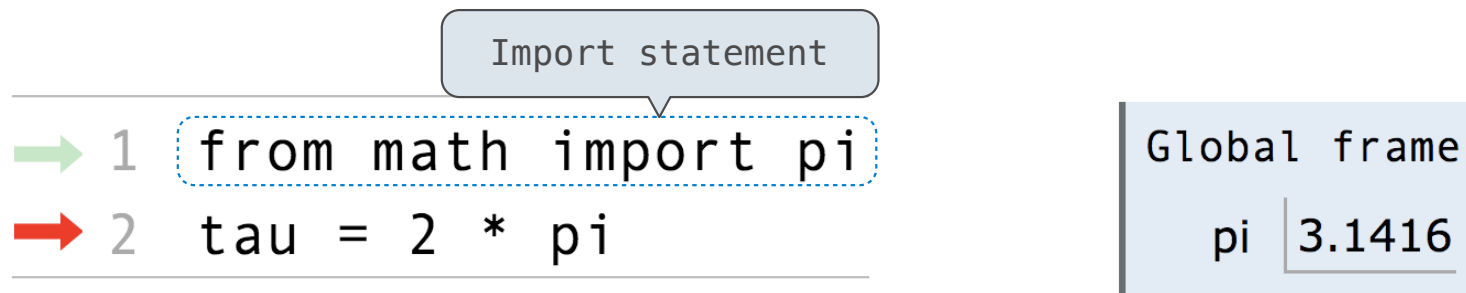 Import statement
1 from math import pi
2 tau = 2 * pi
Global frame
pi 3.1416